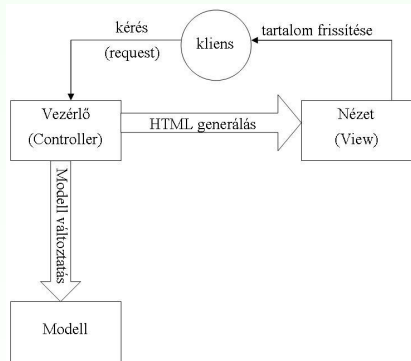 kérés
(request)
kliens
tartalom frissítése
Vezérlő
(Controller)
HTML generálás
Nézet
(View)
Modell változtatás
Modell